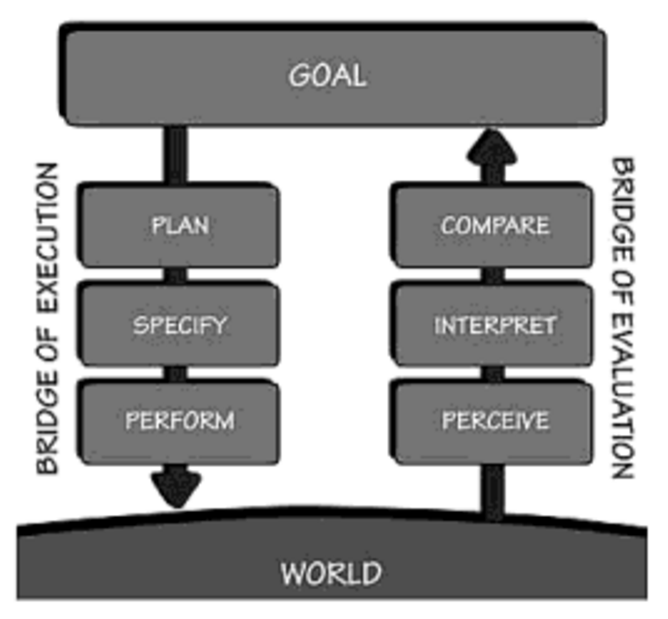 GOAL
BRIDGE OF EXECUTION
PLAN
SPECIFY
PERFORM
COMPARE
INTERPRET
PERCEIVE
BRIDGE OF EVALUATION
WORLD